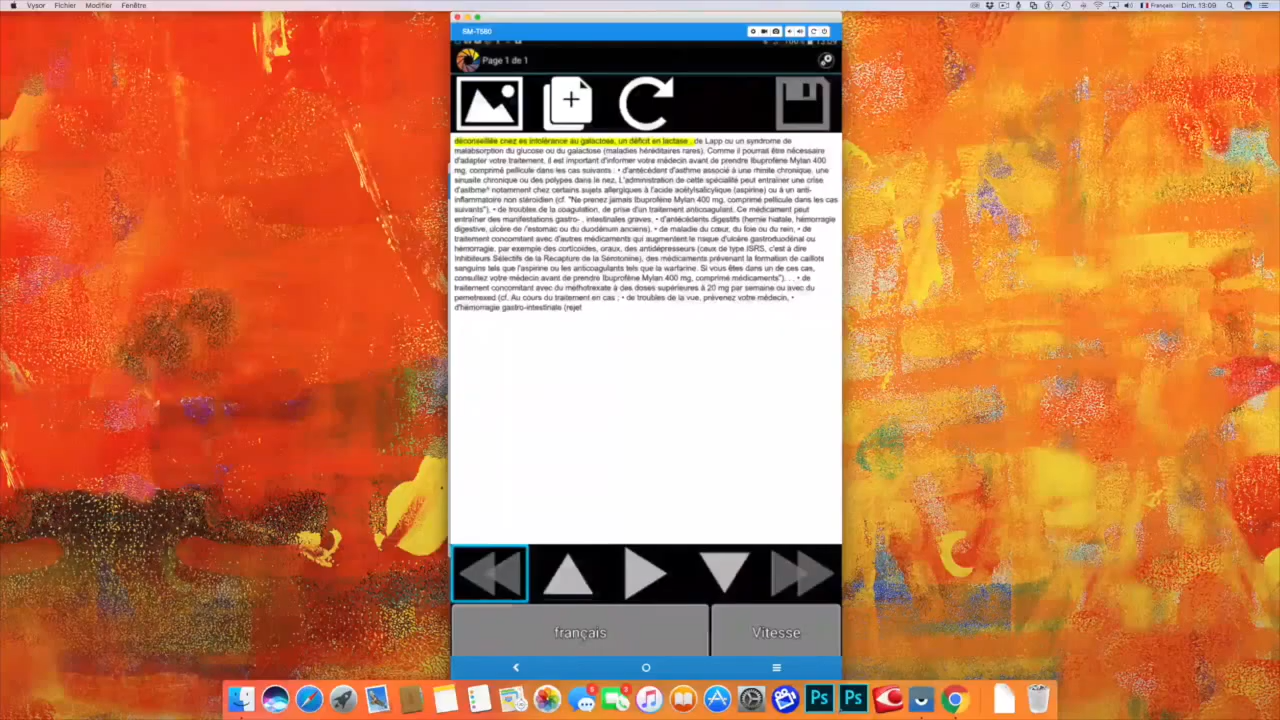 Vysor Fichier Modifier Fenêtre Français Dim. 13:09
SM-T580
Page 1 de 1
déconseillée cnez es intolérance au galactose, un déficit en lactase . de Lapp ou un syndrome de
malabsorption du glucose ou du galactose (maladies héréditaires rares). Comme il pourrait être nécessaire
d'adapter votre traitement, il est important d'informer votre médecin avant de prendre Ibuprofène Mylan 400
mg, comprimé pellicule dans les cas suivants : • d'antécédent d'asthme associé à une rhinite chronique, une
sinusite chronique ou des polypes dans le nez, L'administration de cette spécialité peut entraîner une crise
d'astbme^ notamment chez certains sujets allergiques à l'acide acétylsalicylique (aspirine) ou à un anti-
inflammatoire non stéroïdien (cf. "Ne prenez jamais Ibuprofène Mylan 400 mg, comprimé pellicule dans les cas
suivants"), • de troubles de la coagulation, de prise d'un traitement anticoagulant. Ce médicament peut
entraîner des manifestations gastro- . intestinales graves, • d'antécédents digestifs (hernie hiatale, hémorragie
digestive, ulcère de l'estomac ou du duodénum anciens). • de maladie du cœur, du foie ou du rein, • de
traitement concomitant avec d'autres médicaments qui augmentent le risque d'ulcère gastroduodénal ou
hémorragie, par exemple des corticoïdes, oraux, des antidépresseurs (ceux de type ISRS, c'est à dire
Inhibiteurs Sélectifs de la Recapture de la Sérotonine), des médicaments prévenant la formation de caillots
sanguins tels que l'aspirine ou les anticoagulants tels que la warfarine. Si vous êtes dans un de ces cas,
consultez votre médecin avant de prendre Ibuprofène Mylan 400 mg, comprimé médicaments"). . . • de
traitement concomitant avec du méthotrexate à des doses supérieures à 20 mg par semaine ou avec du
pemetrexed (cf. Au cours du traitement en cas : • de troubles de la vue, prévenez votre médecin, •
d'hémorragie gastro-intestinale (rejet
français
Vitesse
Ps Ps